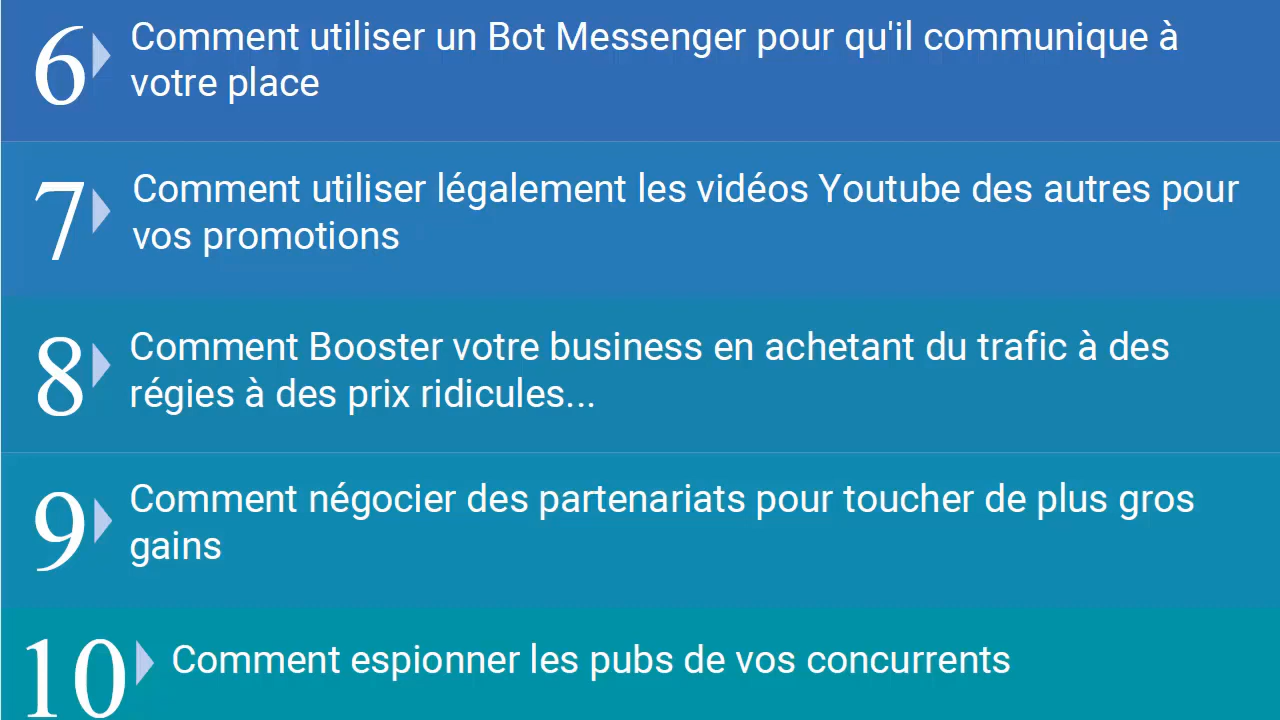 6 Comment utiliser un Bot Messenger pour qu'il communique à
votre place
7 Comment utiliser légalement les vidéos Youtube des autres pour
vos promotions
8 Comment Booster votre business en achetant du trafic à des
régies à des prix ridicules...
9 Comment négocier des partenariats pour toucher de plus gros
gains
10 Comment espionner les pubs de vos concurrents